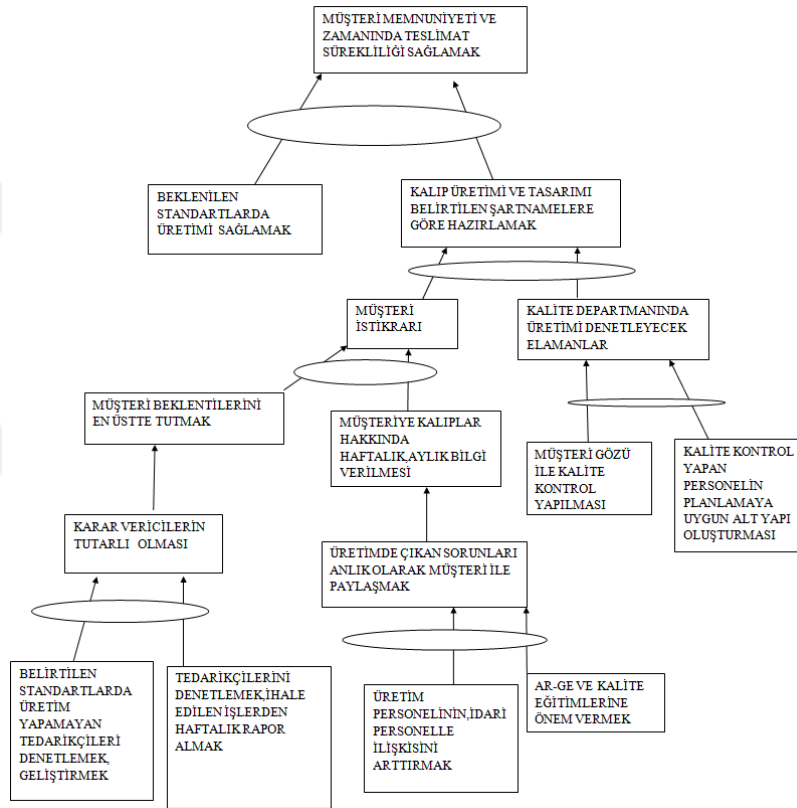 MÜŞTERİ MEMNUNİYETİ VE
ZAMANINDA TESLİMAT
SÜREKLİLİĞİ SAĞLAMAK
BEKLENİLEN
STANDARTLARDA
ÜRETİMİ SAĞLAMAK
KALIP ÜRETİMİ VE TASARIMI
BELİRTİLEN ŞARTNAMELERE
GÖRE HAZIRLAMAK
MÜŞTERİ
İSTİKRARI
KALİTE DEPARTMANINDA
ÜRETİMİ DENETLEYECEK
ELAMANLAR
MÜŞTERİ BEKLENTİLERİNİ
EN ÜSTTE TUTMAK
MÜŞTERİYE KALIPLAR
HAKKINDA
HAFTALIK,AYLIK BİLGİ
VERİLMESİ
MÜŞTERİ GÖZÜ
İLE KALİTE
KONTROL
YAPILMASI
KALİTE KONTROL
YAPAN
PERSONELİN
PLANLAMAYA
UYGUN ALT YAPI
OLUŞTURMASI
KARAR VERİCİLERİN
TUTARLI OLMASI
ÜRETİMDE ÇIKAN SORUNLARI
ANLIK OLARAK MÜŞTERİ İLE
PAYLAŞMAK
BELİRTİLEN
STANDARTLARDA
ÜRETİM
YAPAMAYAN
TEDARİKÇİLERİ
DENETLEMEK,
GELİŞTİRMEK
TEDARİKÇİLERİNİ
DENETLEMEK,İHALE
EDİLEN İŞLERDEN
HAFTALIK RAPOR
ALMAK
ÜRETİM
PERSONELİNİN,İDARİ
PERSONELLE
İLİŞKİSİNİ
ARTTIRMAK
AR-GE VE KALİTE
EĞİTİMLERİNE
ÖNEM VERMEK